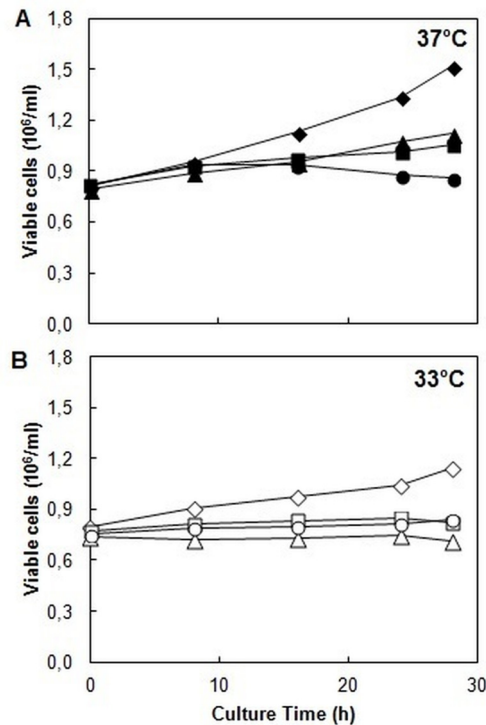 A
37°C
Viable cells (10⁶/ml)
1,8
1,5
1,2
0,9
0,6
0,3
0,0
B
33°C
Viable cells (10⁶/ml)
1,8
1,5
1,2
0,9
0,6
0,3
0,0
0 10 20 30
Culture Time (h)